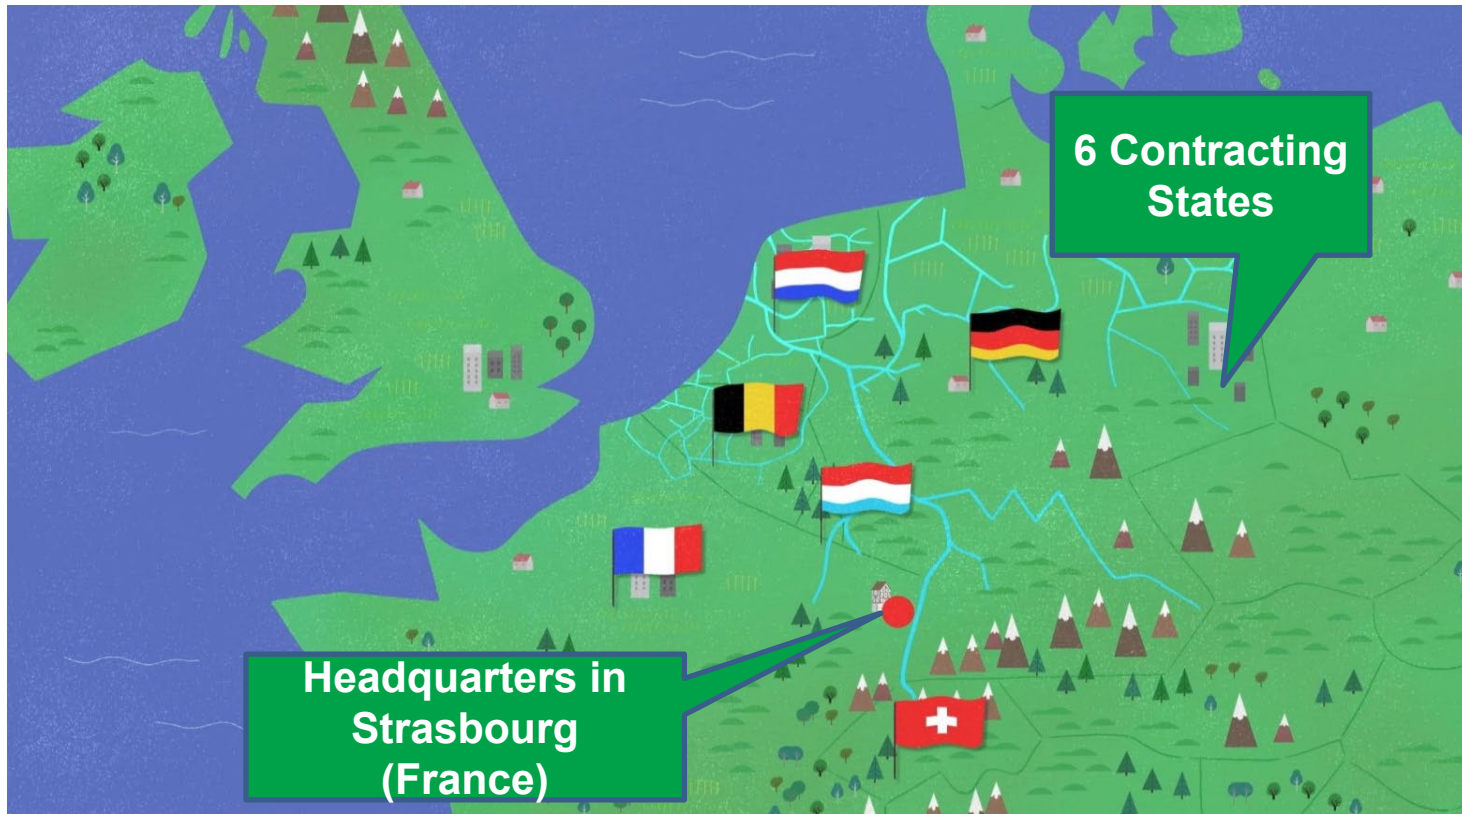 6 Contracting
States
Headquarters in
Strasbourg
(France)